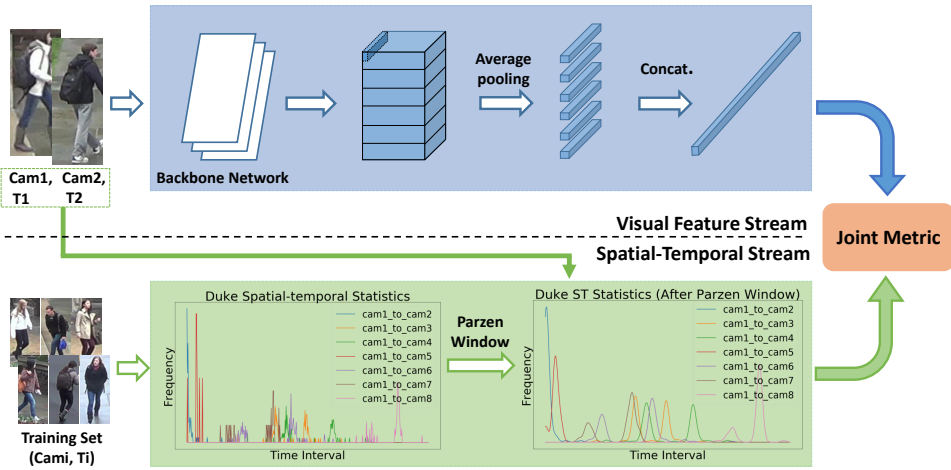 Average
pooling
Concat.
Backbone Network
Cam1,
T1
Cam2,
T2
Visual Feature Stream
Spatial-Temporal Stream
Joint Metric
Duke Spatial-temporal Statistics
Frequency
cam1_to_cam2
cam1_to_cam3
cam1_to_cam4
cam1_to_cam5
cam1_to_cam6
cam1_to_cam7
cam1_to_cam8
Time Interval
Parzen
Window
Duke ST Statistics (After Parzen Window)
Frequency
cam1_to_cam2
cam1_to_cam3
cam1_to_cam4
cam1_to_cam5
cam1_to_cam6
cam1_to_cam7
cam1_to_cam8
Time Interval
Training Set
(Cami, Ti)